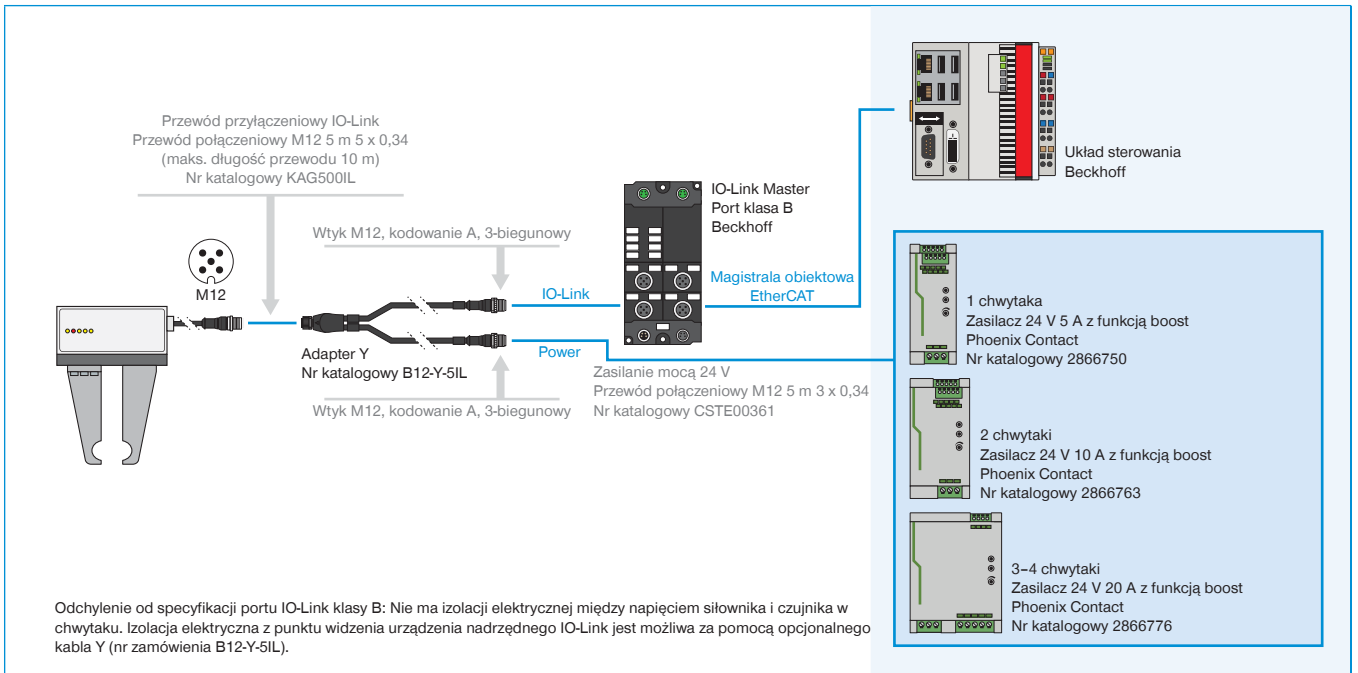 Przewód przyłączeniowy IO-Link
Przewód połączeniowy M12 5 m 5 x 0,34
(maks. długość przewodu 10 m)
Nr katalogowy KAG500IL
M12
Wtyk M12, kodowanie A, 3-biegunowy
Adapter Y
Nr katalogowy B12-Y-5IL
Wtyk M12, kodowanie A, 3-biegunowy
IO-Link
Power
IO-Link Master
Port klasa B
Beckhoff
Magistrala obiektowa
EtherCAT
Zasilanie mocą 24 V
Przewód połączeniowy M12 5 m 3 x 0,34
Nr katalogowy CSTE00361
Układ sterowania
Beckhoff
1 chwytaka
Zasilacz 24 V 5 A z funkcją boost
Phoenix Contact
Nr katalogowy 2866750
2 chwytaki
Zasilacz 24 V 10 A z funkcją boost
Phoenix Contact
Nr katalogowy 2866763
3–4 chwytaki
Zasilacz 24 V 20 A z funkcją boost
Phoenix Contact
Nr katalogowy 2866776
Odchylenie od specyfikacji portu IO-Link klasy B: Nie ma izolacji elektrycznej między napięciem siłownika i czujnika w
chwytaku. Izolacja elektryczna z punktu widzenia urządzenia nadrzędnego IO-Link jest możliwa za pomocą opcjonalnego
kabla Y (nr zamówienia B12-Y-5IL).